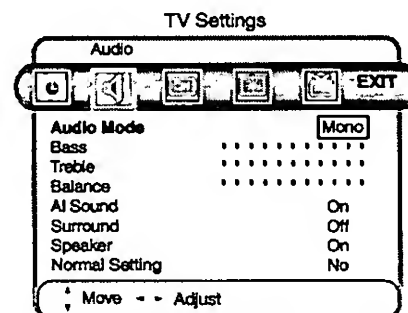 TV Settings
Audio
EXIT
Audio Mode Mono
Bass
Treble
Balance
AI Sound On
Surround Off
Speaker On
Normal Setting No
Move Adjust